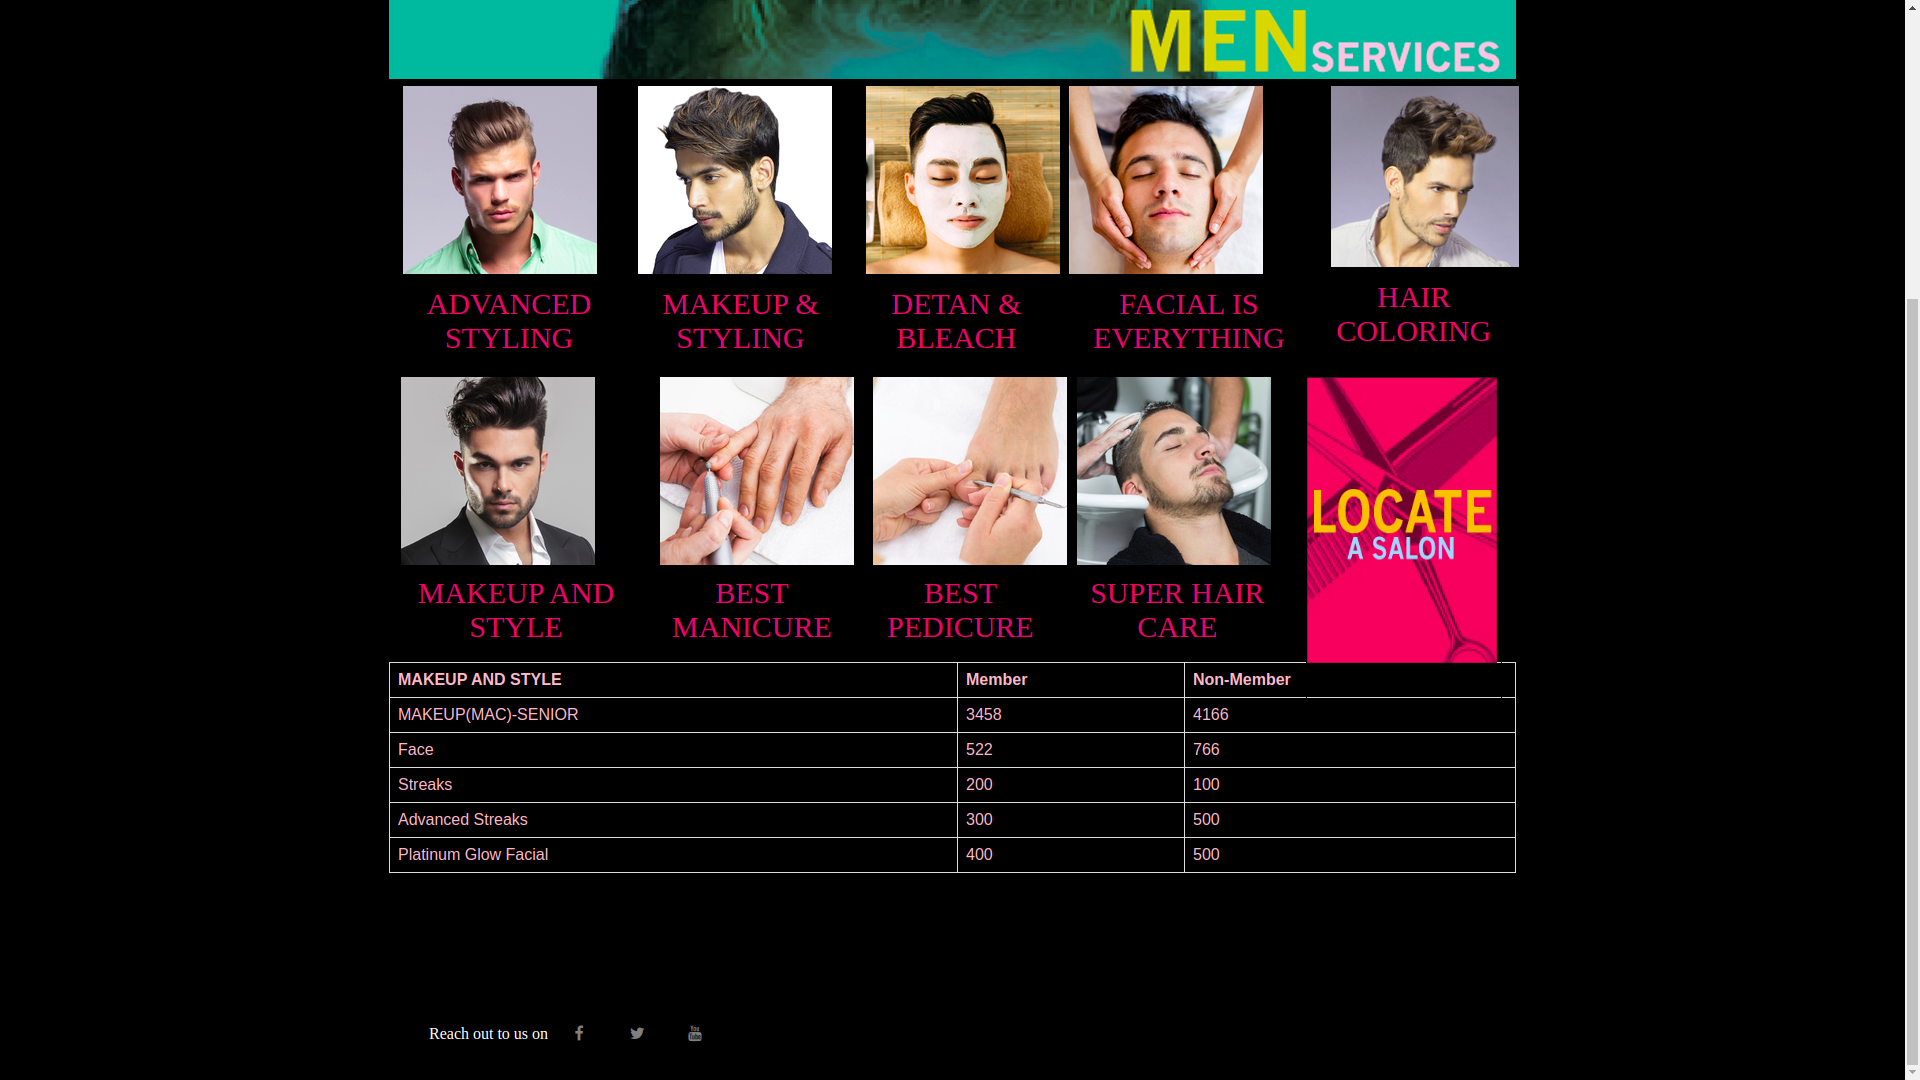 MEN SERVICES
ADVANCED
STYLING
MAKEUP &
STYLING
DETAN &
BLEACH
FACIAL IS
EVERYTHING
HAIR
COLORING
MAKEUP AND
STYLE
BEST
MANICURE
BEST
PEDICURE
SUPER HAIR
CARE
LOCATE
A SALON
MAKEUP AND STYLE Member Non-Member
MAKEUP(MAC)-SENIOR 3458 4166
Face 522 766
Streaks 200 100
Advanced Streaks 300 500
Platinum Glow Facial 400 500
Reach out to us on
You
Tube